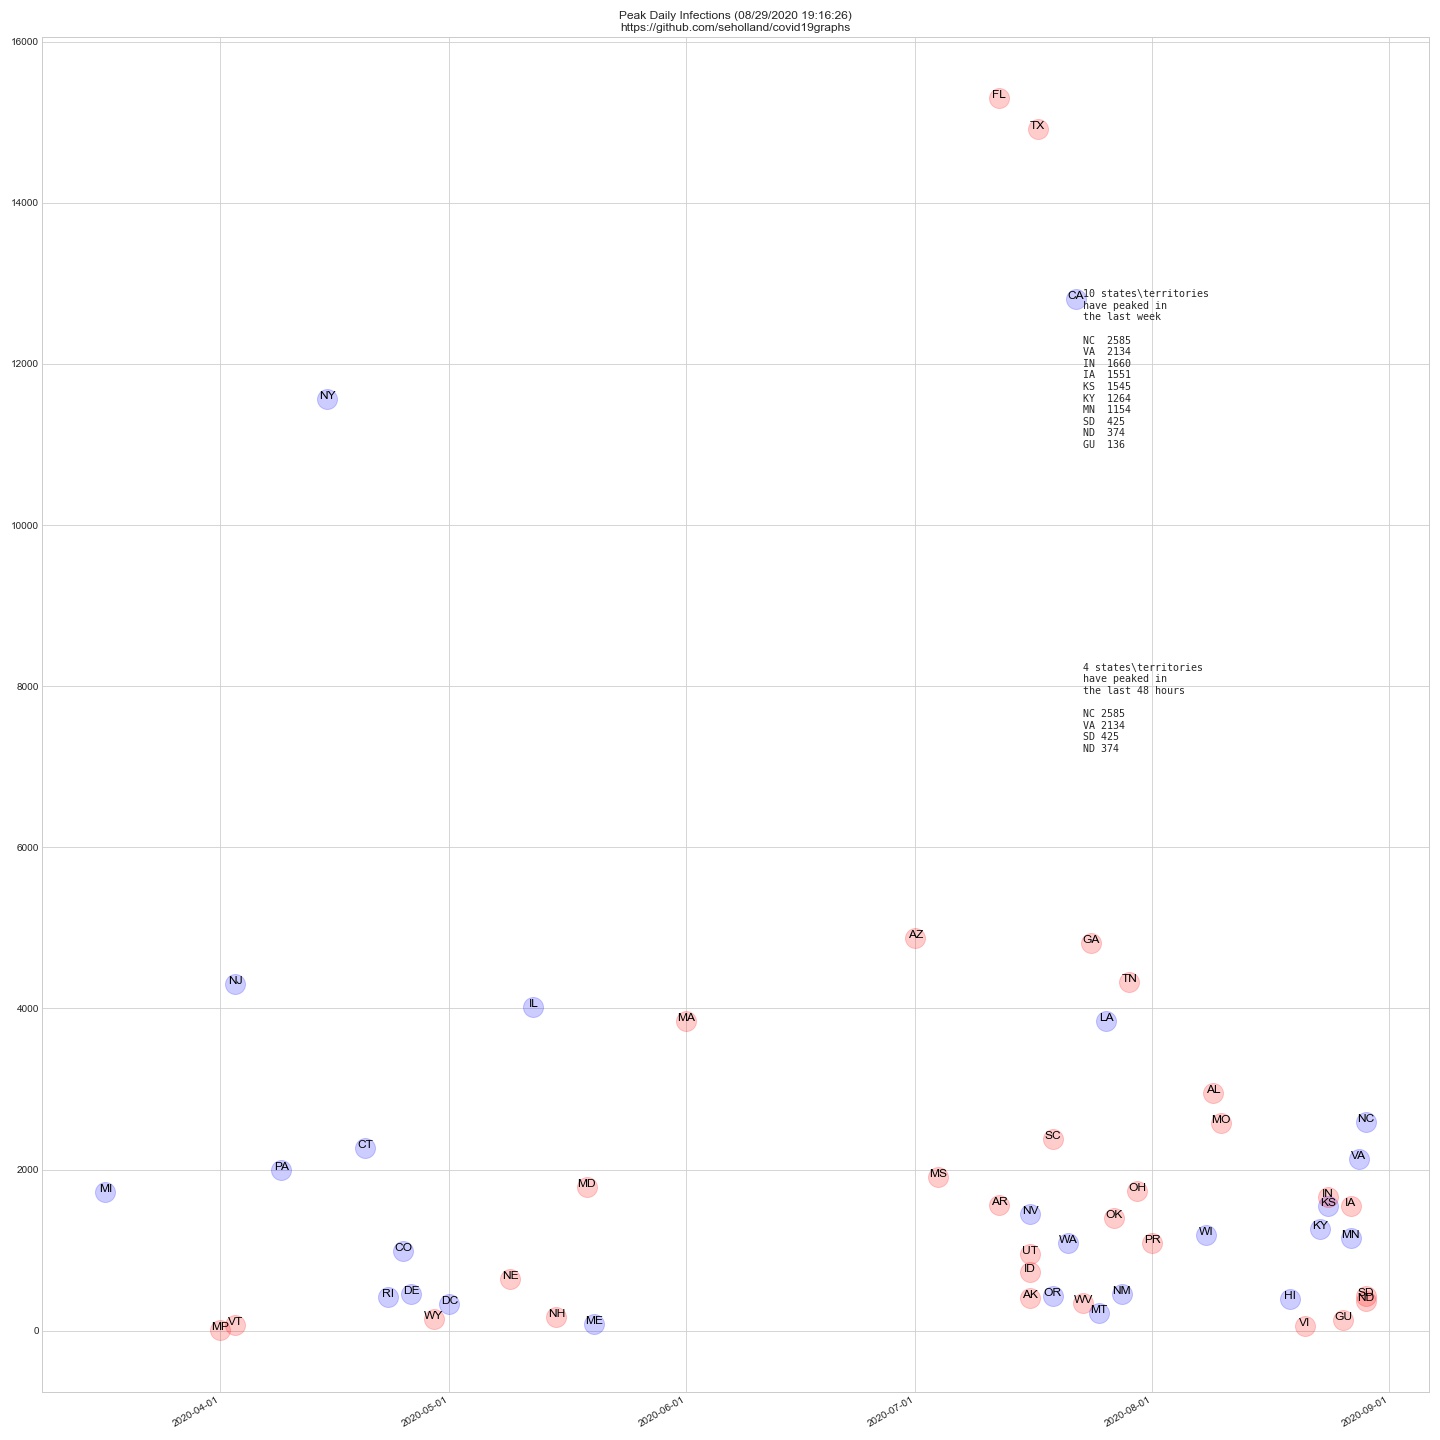 Peak Daily Infections (08/29/2020 19:16:26)
https://github.com/seholland/covid19graphs
16000
FL
TX
14000
CA
10 states\territories
have peaked in
the last week
NC 2585
VA 2134
IN 1660
IA 1551
KS 1545
KY 1264
MN 1154
SD 425
ND 374
GU 136
12000
NY
10000
8000
4 states\territories
have peaked in
the last 48 hours
NC 2585
VA 2134
SD 425
ND 374
6000
AZ
GA
NJ
TN
4000
IL
MA
LA
AL
MO
NC
CT
SC
VA
2000
PA
MI
MD
MS
OH
IN
AR
KS
IA
NV
OK
KY
WI
MN
WA
PR
CO
UT
ID
NE
RI
DE
DC
AK
OR
WV
NM
MT
HI
SD
ND
WY
NH
ME
VT
MP
VI
GU
0
2020-04-01
2020-05-01
2020-06-01
2020-07-01
2020-08-01
2020-09-01